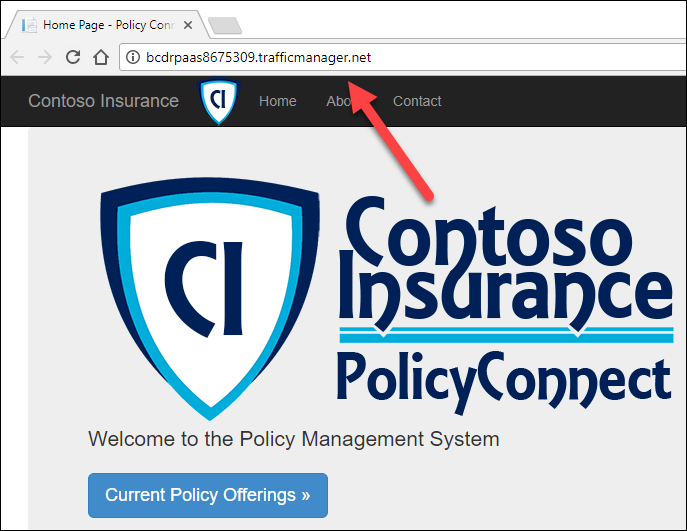 Home Page - Policy Conn
bcdrpaas8675309.trafficmanager.net
Contoso Insurance
CI
Home
Contact
CI
Contoso
Insurance
PolicyConnect
Welcome to the Policy Management System
Current Policy Offerings »